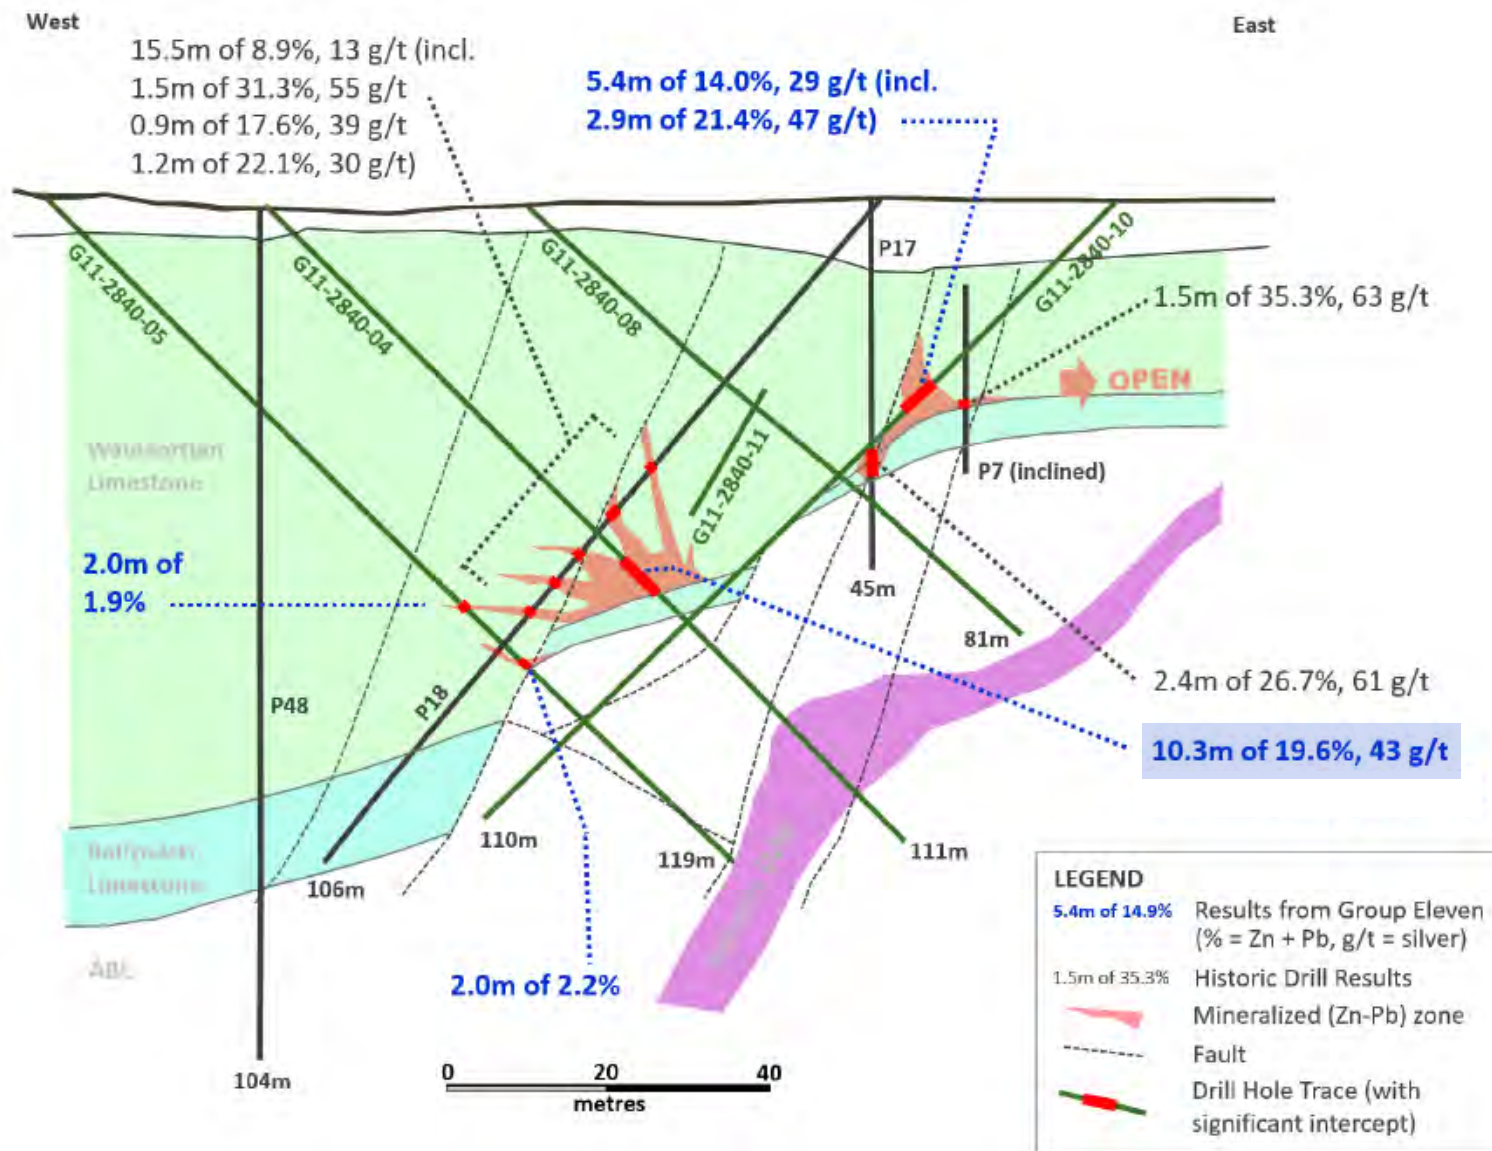 West
East
15.5m of 8.9%, 13 g/t (incl.
1.5m of 31.3%, 55 g/t
0.9m of 17.6%, 39 g/t
1.2m of 22.1%, 30 g/t)
5.4m of 14.0%, 29 g/t (incl.
2.9m of 21.4%, 47 g/t)
G11-2840-05
G11-2840-04
G11-2840-08
P17
G11-2840-10
1.5m of 35.3%, 63 g/t
OPEN
G11-2840-11
Waulsortian
Limestone
P7 (inclined)
2.0m of
1.9%
45m
81m
2.4m of 26.7%, 61 g/t
P48
P18
10.3m of 19.6%, 43 g/t
110m
119m
111m
106m
Limestone
ABL
2.0m of 2.2%
104m
0 20 40
metres
LEGEND
5.4m of 14.9% Results from Group Eleven
(% = Zn + Pb, g/t = silver)
1.5m of 35.3% Historic Drill Results
Mineralized (Zn-Pb) zone
Fault
Drill Hole Trace (with
significant intercept)